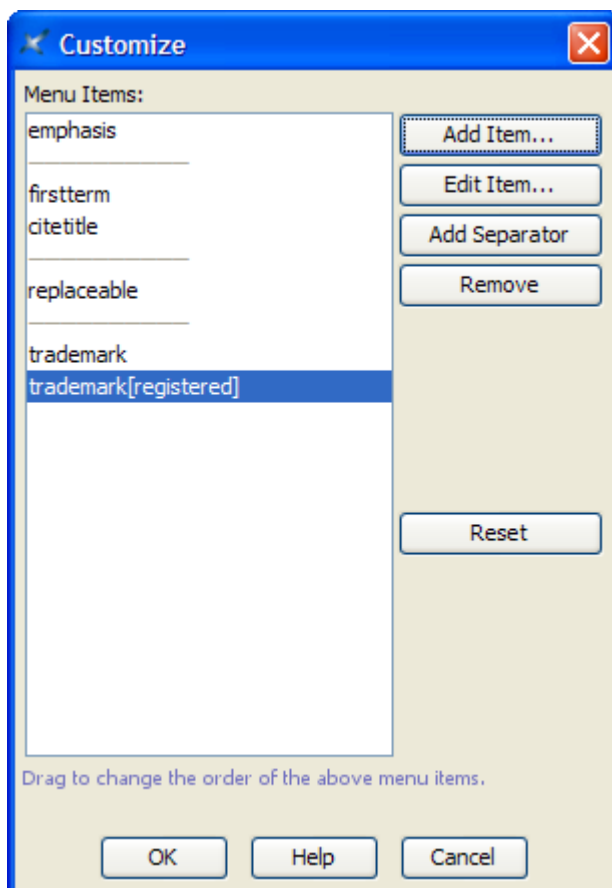 Customize
Menu Items:
emphasis
firstterm
citetitle
replaceable
trademark
trademark[registered]
Add Item...
Edit Item...
Add Separator
Remove
Reset
Drag to change the order of the above menu items.
OK
Help
Cancel